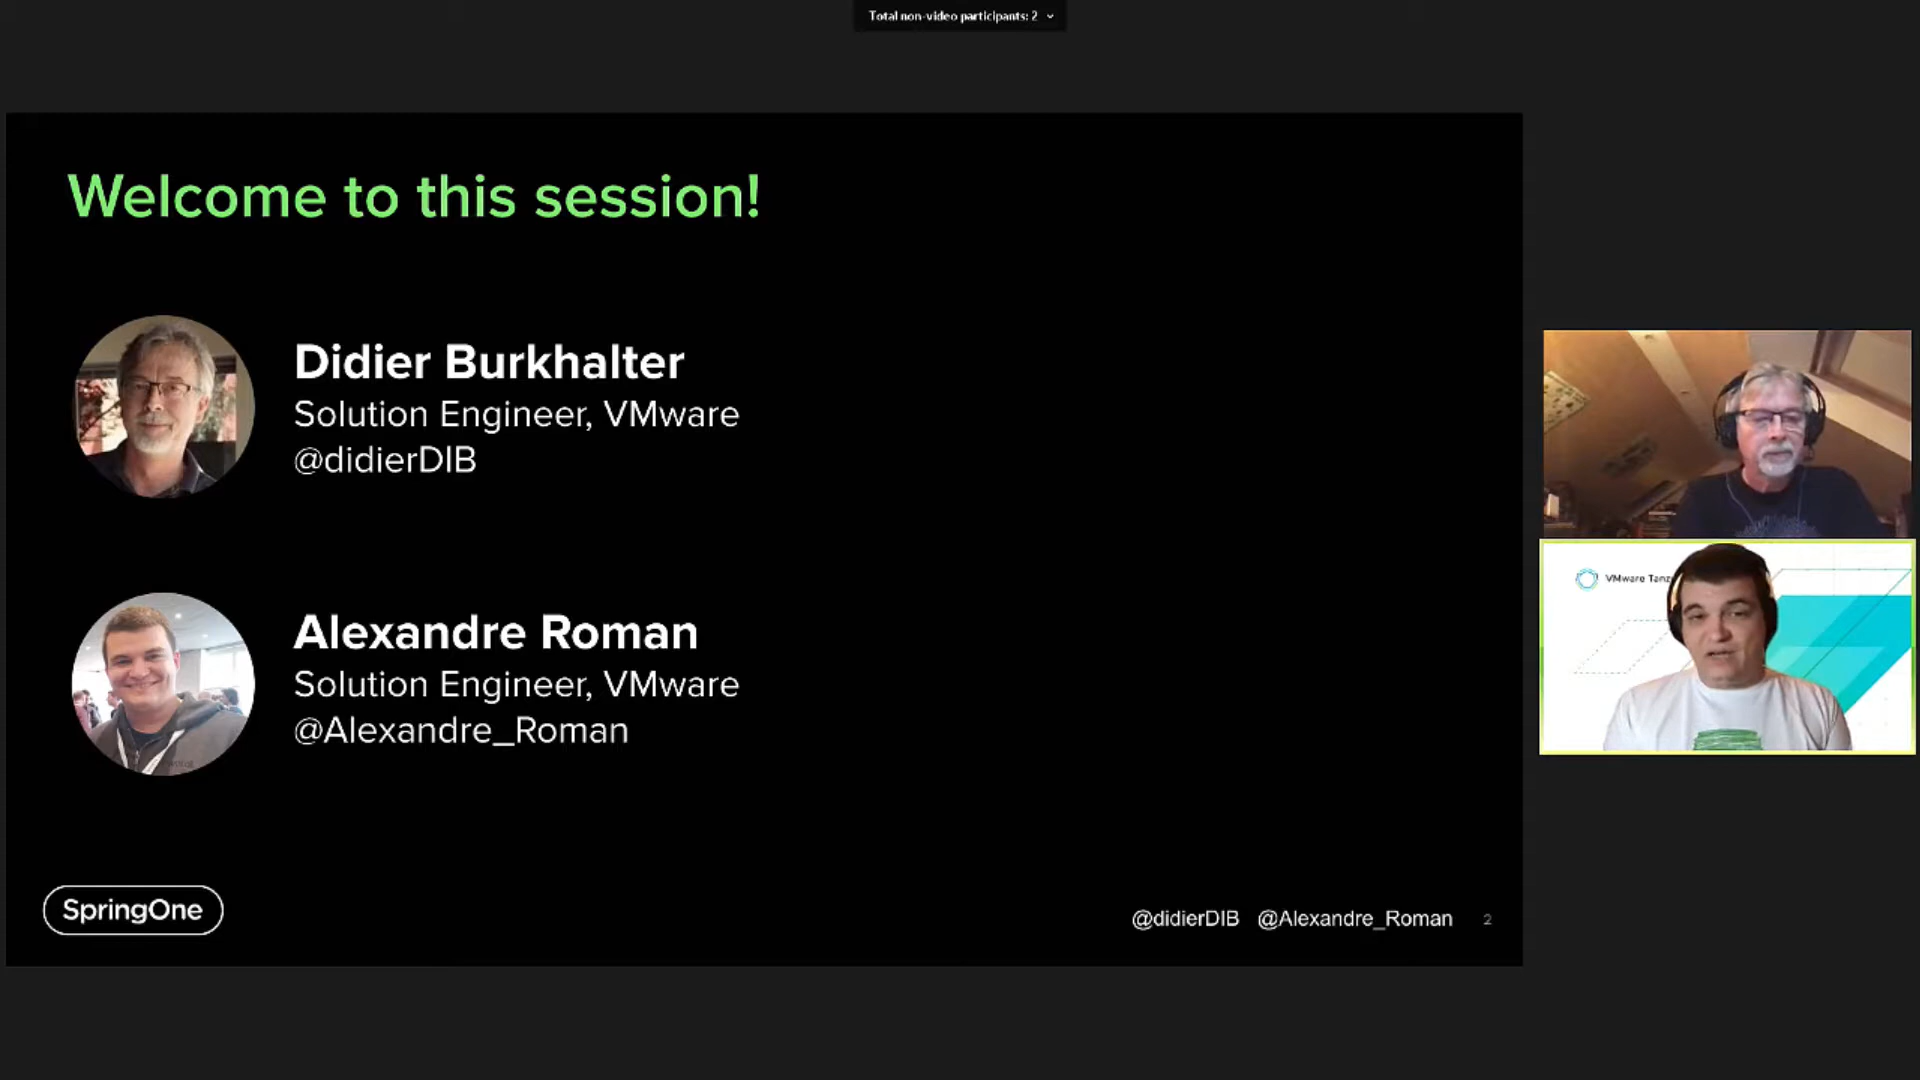 Total non-video participants: 2
Welcome to this session!
Didier Burkhalter
Solution Engineer, VMware
@didierDIB
Alexandre Roman
Solution Engineer, VMware
@Alexandre_Roman
SpringOne
@didierDIB @Alexandre_Roman 2
VMware Tanz